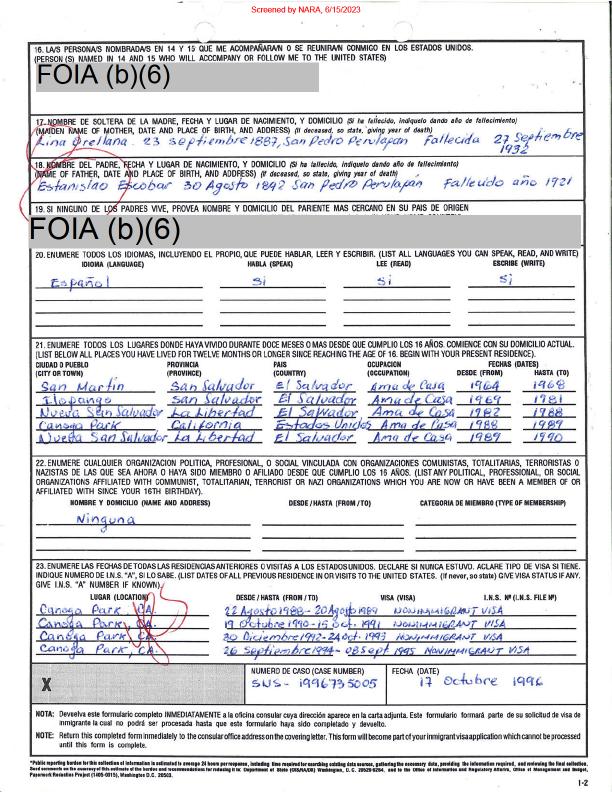 Screened by NARA, 6/15/2023
16. LA/S PERSONA/S NOMBRADA/S EN 14 Y 15 QUE ME ACOMPAÑARA/N O SE REUNIRA/N CONMIGO EN LOS ESTADOS UNIDOS.
(PERSON(S) NAMED IN 14 AND 15 WHO WILL ACCOMPANY OR FOLLOW ME TO THE UNITED STATES)
FOIA (b)(6)
17. NOMBRE DE SOLTERA DE LA MADRE, FECHA Y LUGAR DE NACIMIENTO, Y DOMICILIO (Si ha fallecido, indíquelo dando año de fallecimiento)
(MAIDEN NAME OF MOTHER, DATE AND PLACE OF BIRTH, AND ADDRESS) (If deceased, so state, giving year of death)
Lina Orellana. 23 septiembre 1887, San Pedro Perulapan Fallecida 27 Septiembre
1932
18. NOMBRE DEL PADRE, FECHA Y LUGAR DE NACIMIENTO, Y DOMICILIO (Si ha fallecido, indíquelo dando año de fallecimiento)
(NAME OF FATHER, DATE AND PLACE OF BIRTH, AND ADDRESS) (If deceased, so state, giving year of death)
Estanislao Escobar 30 Agosto 1892 San Pedro Perulapán Fallecido año 1921
19. SI NINGUNO DE LOS PADRES VIVE, PROVEA NOMBRE Y DOMICILIO DEL PARIENTE MAS CERCANO EN SU PAIS DE ORIGEN
FOIA (b)(6)
20. ENUMERE TODOS LOS IDIOMAS, INCLUYENDO EL PROPIO, QUE PUEDE HABLAR, LEER Y ESCRIBIR. (LIST ALL LANGUAGES YOU CAN SPEAK, READ, AND WRITE)
IDIOMA (LANGUAGE) HABLA (SPEAK) LEE (READ) ESCRIBE (WRITE)
Español Si Si Si
21. ENUMERE TODOS LOS LUGARES DONDE HAYA VIVIDO DURANTE DOCE MESES O MAS DESDE QUE CUMPLIO LOS 16 AÑOS. COMIENCE CON SU DOMICILIO ACTUAL.
(LIST BELOW ALL PLACES YOU HAVE LIVED FOR TWELVE MONTHS OR LONGER SINCE REACHING THE AGE OF 16. BEGIN WITH YOUR PRESENT RESIDENCE).
CIUDAD O PUEBLO PROVINCIA PAIS OCUPACION FECHAS (DATES)
(CITY OR TOWN) (PROVINCE) (COUNTRY) (OCCUPATION) DESDE (FROM) HASTA (TO)
San Martín San Salvador El Salvador Ama de Casa 1964 1968
Ilopango San Salvador El Salvador Ama de Casa 1969 1981
Nueva San Salvador La Libertad El Salvador Ama de Casa 1982 1988
Canoga Park California Estados Unidos Ama de Casa 1988 1989
Nueva San Salvador La Libertad El Salvador Ama de Casa 1989 1990
22. ENUMERE CUALQUIER ORGANIZACION POLITICA, PROFESIONAL, O SOCIAL VINCULADA CON ORGANIZACIONES COMUNISTAS, TOTALITARIAS, TERRORISTAS O
NAZISTAS DE LAS QUE SEA AHORA O HAYA SIDO MIEMBRO O AFILIADO DESDE QUE CUMPLIO LOS 16 AÑOS. (LIST ANY POLITICAL, PROFESSIONAL, OR SOCIAL
ORGANIZATIONS AFFILIATED WITH COMMUNIST, TOTALITARIAN, TERRORIST OR NAZI ORGANIZATIONS WHICH YOU ARE NOW OR HAVE BEEN A MEMBER OF OR
AFFILIATED WITH SINCE YOUR 16TH BIRTHDAY).
NOMBRE Y DOMICILIO (NAME AND ADDRESS) DESDE/HASTA (FROM/TO) CATEGORIA DE MIEMBRO (TYPE OF MEMBERSHIP)
Ninguna
23. ENUMERE LAS FECHAS DE TODAS LAS RESIDENCIAS ANTERIORES O VISITAS A LOS ESTADOS UNIDOS. DECLARE SI NUNCA ESTUVO. ACLARE TIPO DE VISA SI TIENE.
INDIQUE NUMERO DE I.N.S. "A", SI LO SABE. (LIST DATES OF ALL PREVIOUS RESIDENCE IN OR VISITS TO THE UNITED STATES. (If never, so state) GIVE VISA STATUS IF ANY.
GIVE I.N.S. "A" NUMBER IF KNOWN).
LUGAR (LOCATION) DESDE/HASTA (FROM/TO) VISA (VISA) I.N.S. Nº (I.N.S. FILE Nº)
Canoga Park, CA. 22 Agosto 1988-20 Agosto 1989 NONIMMIGRANT VISA
Canoga Park, CA. 19 Octubre 1990-15 oct. 1991 NONIMMIGRANT VISA
Canoga Park, CA. 30 Diciembre 1992-24 oct. 1993 NONIMMIGRANT VISA
Canoga Park, CA. 26 Septiembre 1994-08 Sept 1995 NONIMMIGRANT VISA
X
NUMERO DE CASO (CASE NUMBER) FECHA (DATE)
SNS-1996735005 17 Octubre 1996
NOTA: Devuelva este formulario completo INMEDIATAMENTE a la oficina consular cuya dirección aparece en la carta adjunta. Este formulario formará parte de su solicitud de visa de
inmigrante la cual no podrá ser procesada hasta que este formulario haya sido completado y devuelto.
NOTE: Return this completed form immediately to the consular office address on the covering letter. This form will become part of your immigrant visa application which cannot be processed
until this form is complete.
*Public reporting burden for this collection of information is estimated to average 24 hours per response, including time required for searching existing data sources, gathering the necessary data, providing the information required, and reviewing the final collection.
Send comments on the accuracy of this estimate of the burden and recommendations for reducing it to: Department of State (OIS/RA/DR) Washington, D.C. 20520-0264, and to the Office of Information and Regulatory Affairs, Office of Management and Budget,
Paperwork Reduction Project (1405-0015), Washington D.C. 20503.
1-2